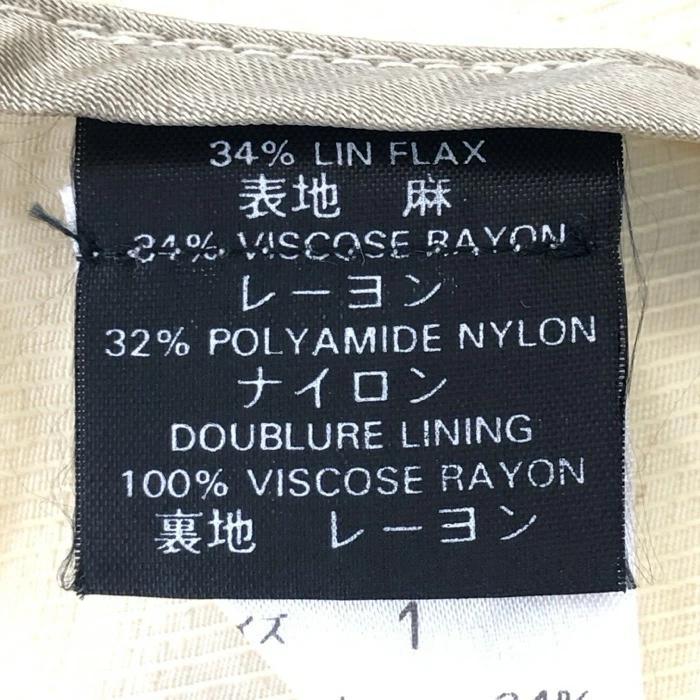 34% LIN FLAX
表地 麻
34% VISCOSE RAYON
レーヨン
32% POLYAMIDE NYLON
ナイロン
DOUBLURE LINING
100% VISCOSE RAYON
裏地 レーヨン
イズ 1
34%